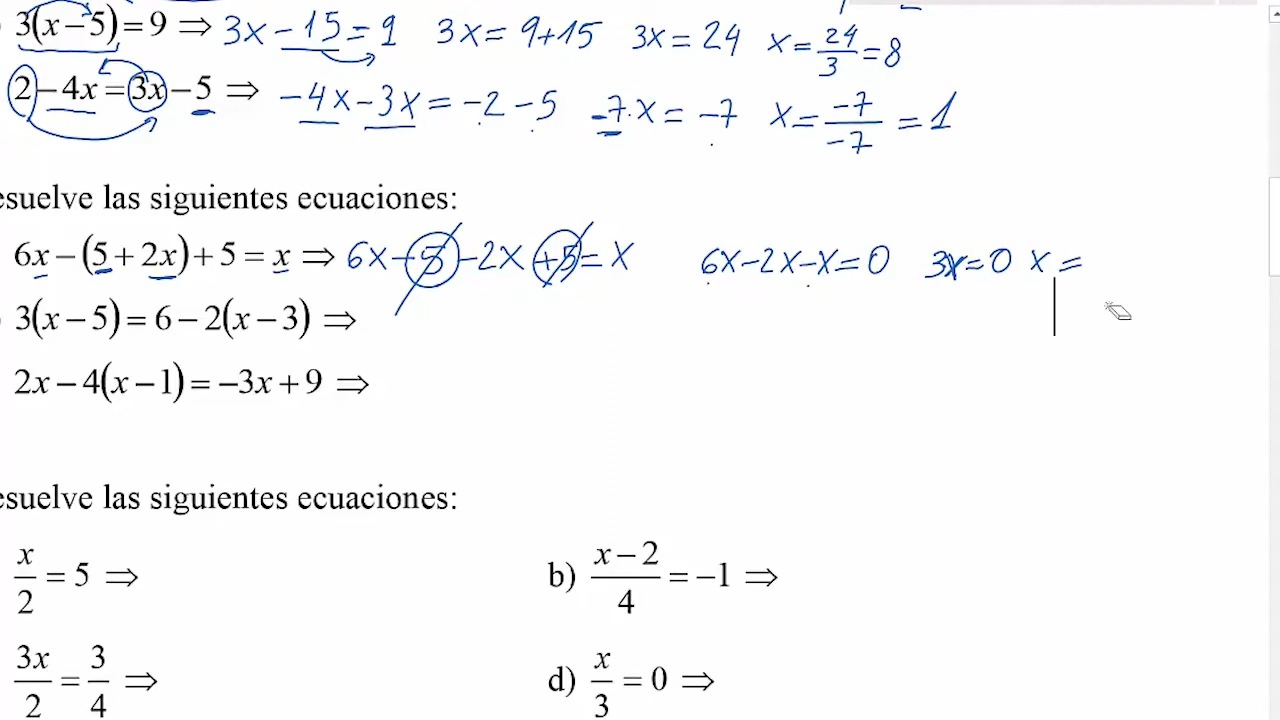 3(x−5)=9 ⇒ 3x −15 = 9 3x = 9+15 3x = 24 x = 24/3 = 8
2−4x=3x−5 ⇒ −4x −3x = −2 −5 −7·x = −7 x = −7/−7 = 1
esuelve las siguientes ecuaciones:
6x−(5+2x)+5=x ⇒ 6x−5−2x+5=x 6x−2x−x=0 3x=0 x=
3(x−5)=6−2(x−3) ⇒
2x−4(x−1)=−3x+9 ⇒
esuelve las siguientes ecuaciones:
x/2 = 5 ⇒ b) x−2/4 = −1 ⇒
3x/2 = 3/4 ⇒ d) x/3 = 0 ⇒